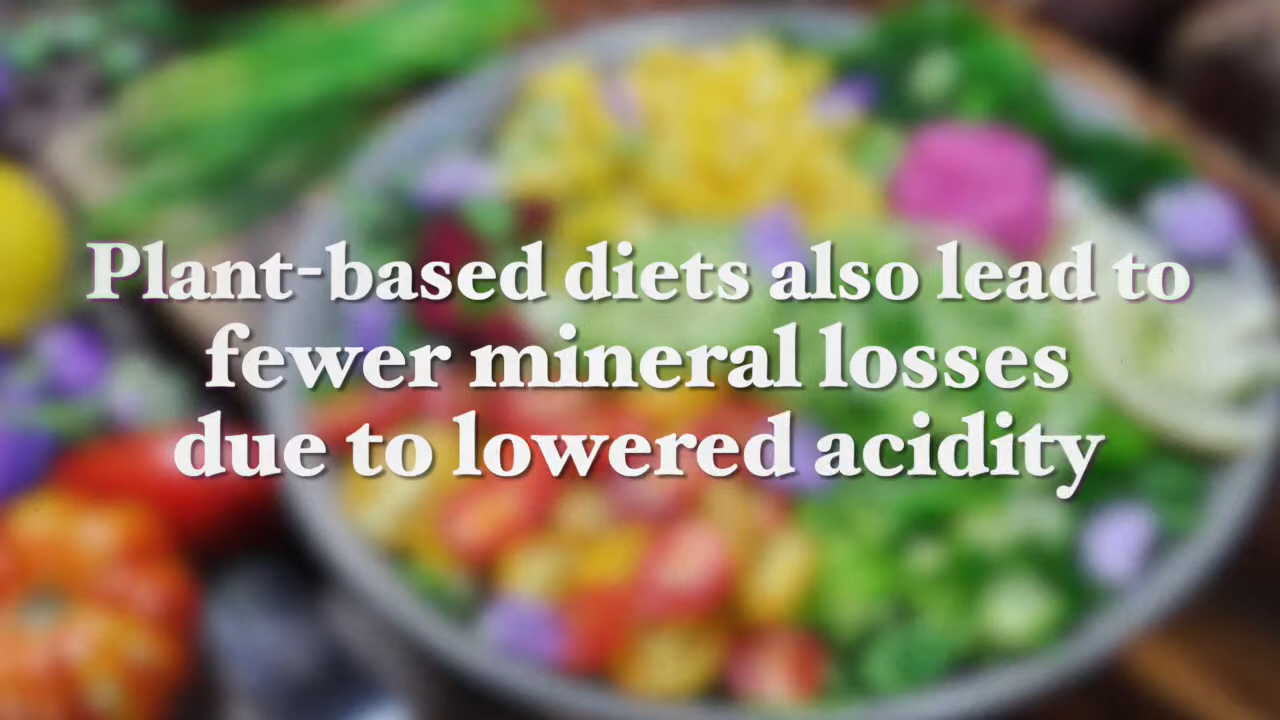 Plant-based diets also lead to
fewer mineral losses
due to lowered acidity